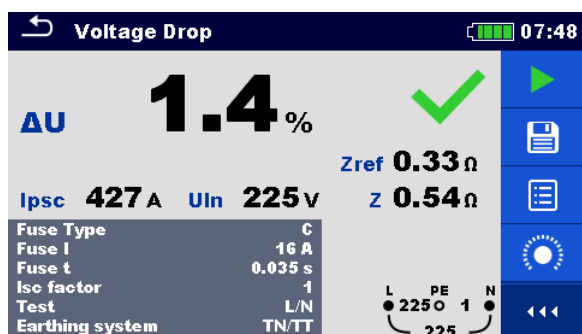 Voltage Drop 07:48
ΔU 1.4 %
Zref 0.33 Ω
Ipsc 427 A Uln 225 V Z 0.54 Ω
Fuse Type C
Fuse I 16 A
Fuse t 0.035 s
Isc factor 1
Test L/N
Earthing system TN/TT
L PE N
225 1
225